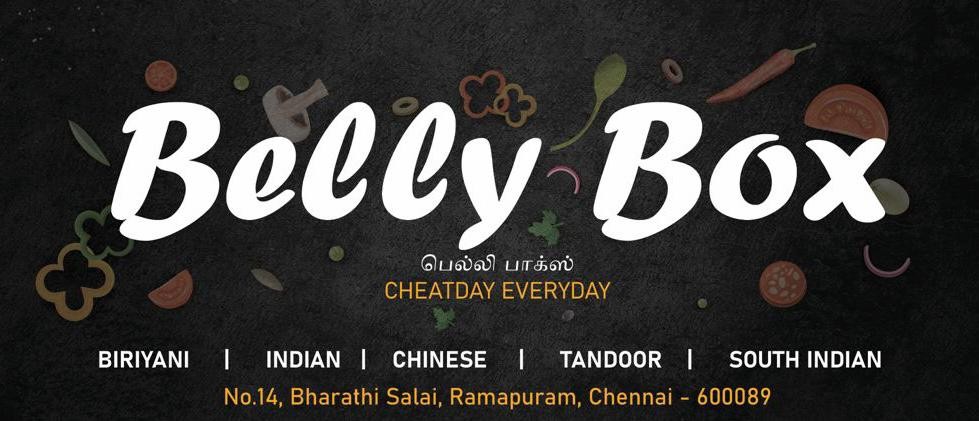 Belly Box
பெல்லி பாக்ஸ்
CHEATDAY EVERYDAY
BIRIYANI | INDIAN | CHINESE | TANDOOR | SOUTH INDIAN
No.14, Bharathi Salai, Ramapuram, Chennai - 600089